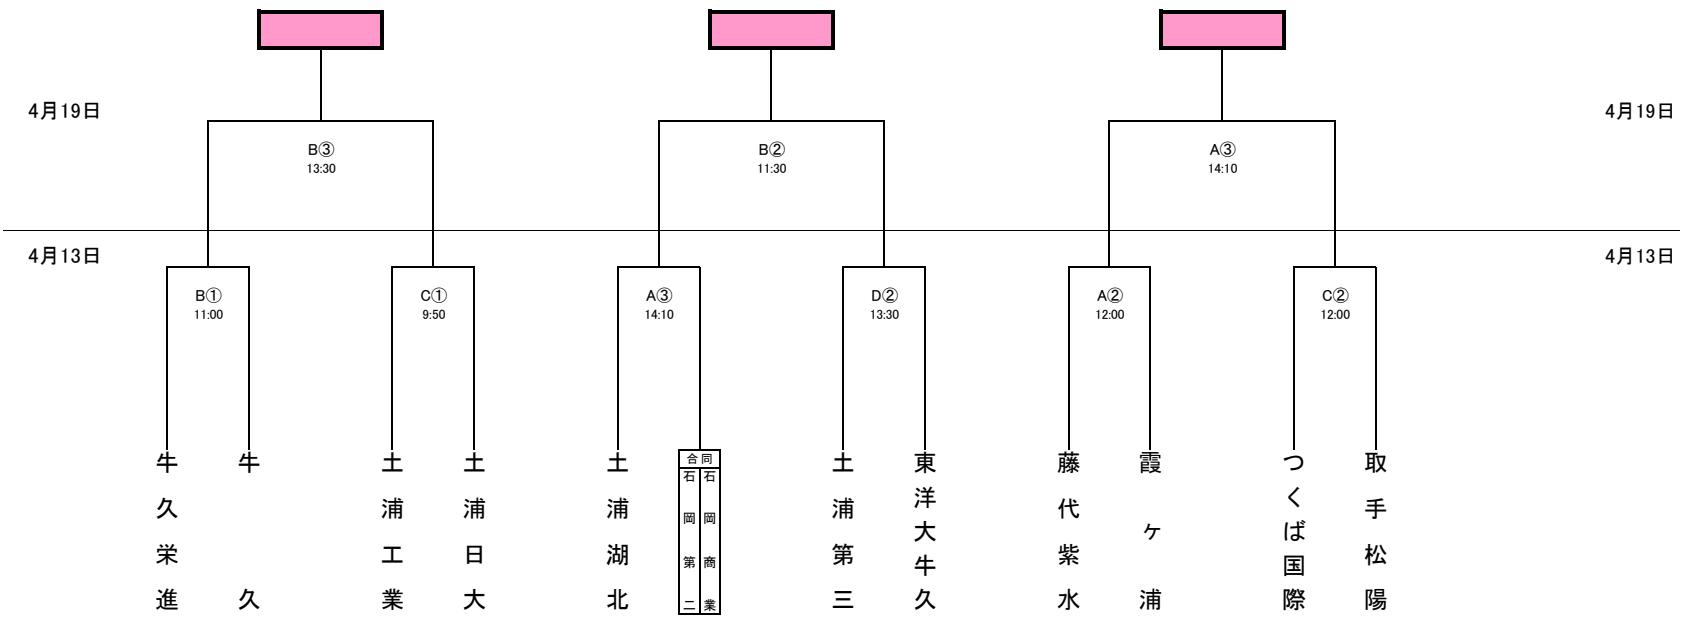 4月19日
4月19日
B③
13:30
B②
11:30
A③
14:10
4月13日
4月13日
B①
11:00
C①
9:50
A③
14:10
D②
13:30
A②
12:00
C②
12:00
牛久栄進
牛久
土浦工業
土浦日大
土浦湖北
合同
石岡第二
石岡商業
土浦第三
東洋大牛久
藤代紫水
霞ヶ浦
つくば国際
取手松陽